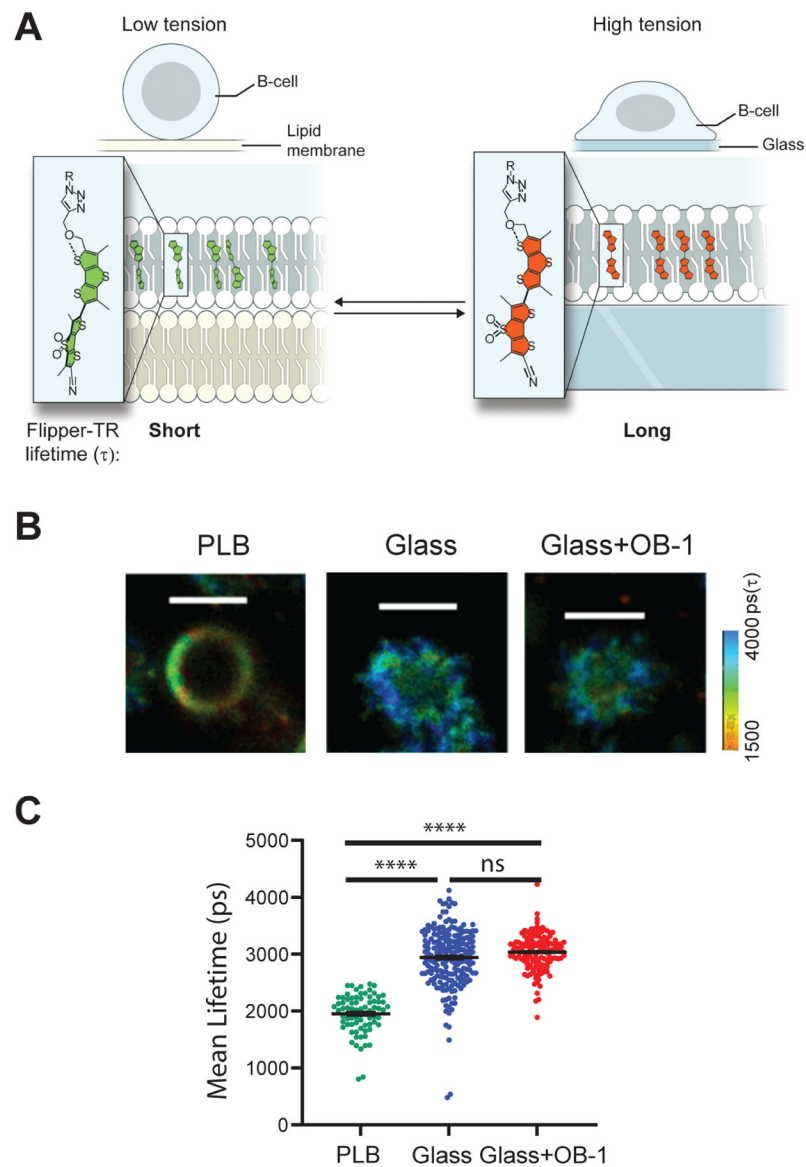 A
Low tension
High tension
B-cell
Lipid
membrane
B-cell
Glass
R
N
N
N
O
S
S
S
S
O
O
N
R
N
N
N
O
S
S
S
S
O
O
N
Flipper-TR
lifetime (τ):
Short
Long
B
PLB
Glass
Glass+OB-1
4000 ps(τ)
1500
C
****
****
ns
5000
4000
3000
2000
1000
0
Mean Lifetime (ps)
PLB
Glass
Glass+OB-1